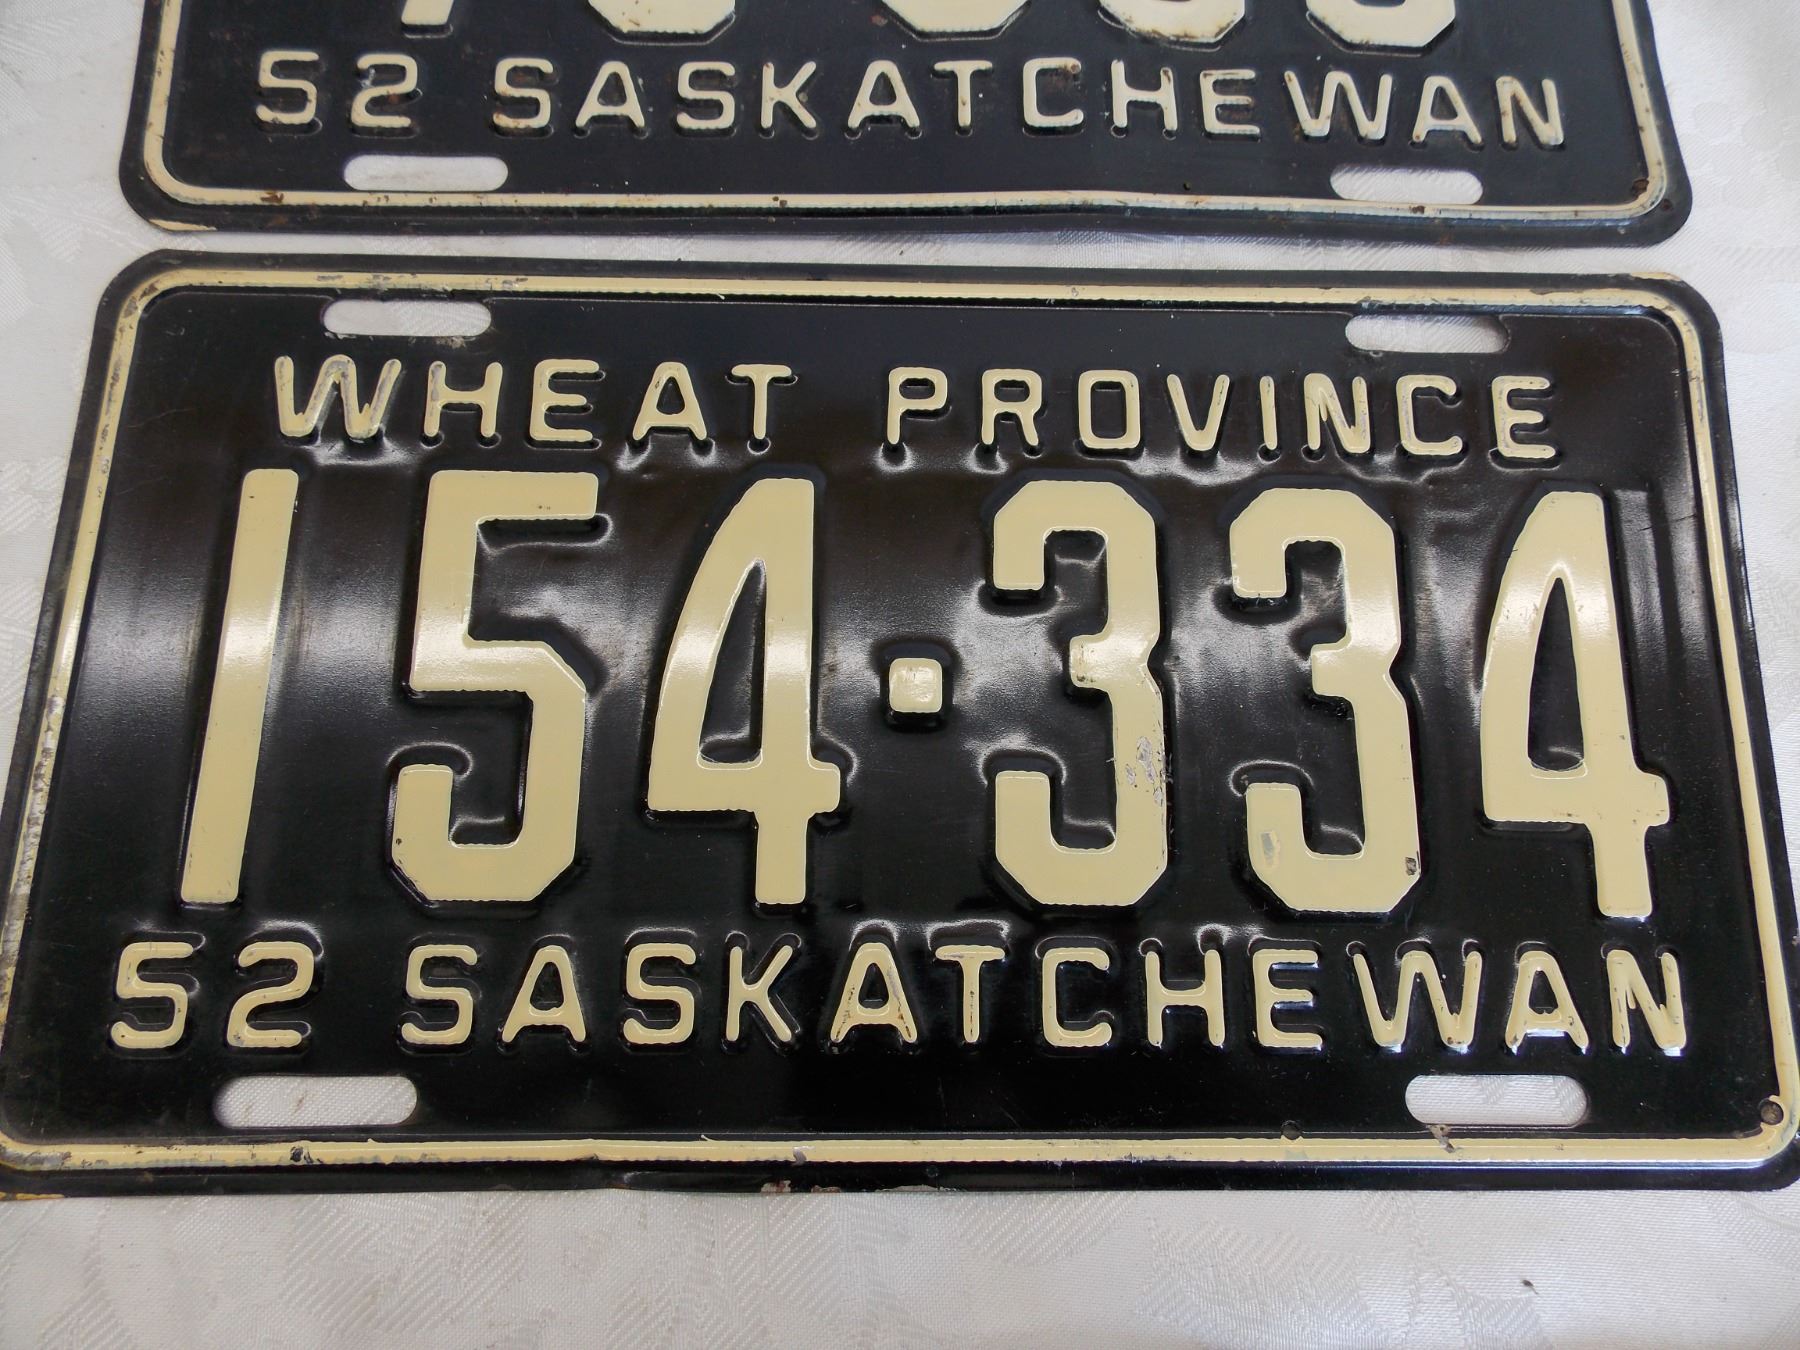 52 SASKATCHEWAN
WHEAT PROVINCE
154·334
52 SASKATCHEWAN